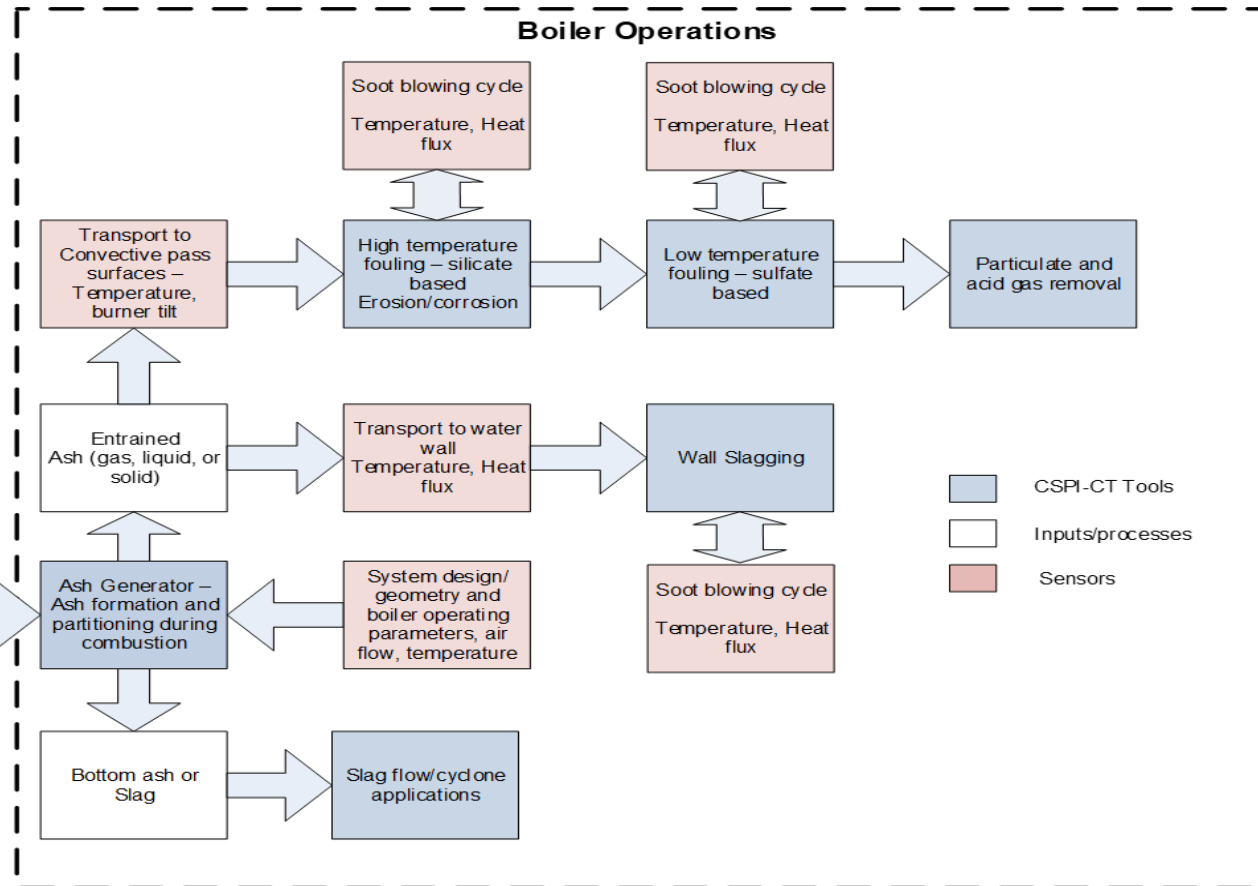 Boiler Operations
Soot blowing cycle
Temperature, Heat
flux
Soot blowing cycle
Temperature, Heat
flux
Transport to
Convective pass
surfaces –
Temperature,
burner tilt
High temperature
fouling – silicate
based
Erosion/corrosion
Low temperature
fouling – sulfate
based
Particulate and
acid gas removal
Entrained
Ash (gas, liquid, or
solid)
Transport to water
wall
Temperature, Heat
flux
Wall Slagging
CSPI-CT Tools
Inputs/processes
Sensors
Ash Generator –
Ash formation and
partitioning during
combustion
System design/
geometry and
boiler operating
parameters, air
flow, temperature
Soot blowing cycle
Temperature, Heat
flux
Bottom ash or
Slag
Slag flow/cyclone
applications